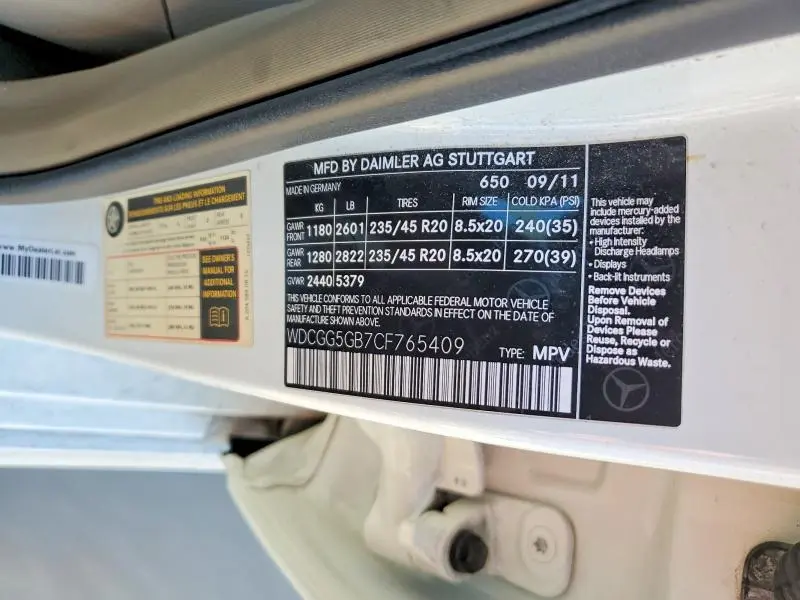 MFD BY DAIMLER AG STUTTGART
MADE IN GERMANY 650 09/11
KG LB TIRES RIM SIZE COLD KPA (PSI)
GAWR FRONT 1180 2601 235/45 R20 8.5x20 240(35)
GAWR REAR 1280 2822 235/45 R20 8.5x20 270(39)
GVWR 2440 5379
THIS VEHICLE CONFORMS TO ALL APPLICABLE FEDERAL MOTOR VEHICLE
SAFETY AND THEFT PREVENTION STANDARDS IN EFFECT ON THE DATE OF
MANUFACTURE SHOWN ABOVE.
WDCGG5GB7CF765409
TYPE: MPV
This vehicle may
include mercury-added
devices installed by the
manufacturer:
• High Intensity
Discharge Headlamps
• Displays
• Back-lit Instruments
Remove Devices
Before Vehicle
Disposal.
Upon Removal of
Devices Please
Reuse, Recycle or
Dispose as
Hazardous Waste.
TIRE AND LOADING INFORMATION
SEE OWNER'S
MANUAL FOR
ADDITIONAL
INFORMATION
www.MyDealerLot.com